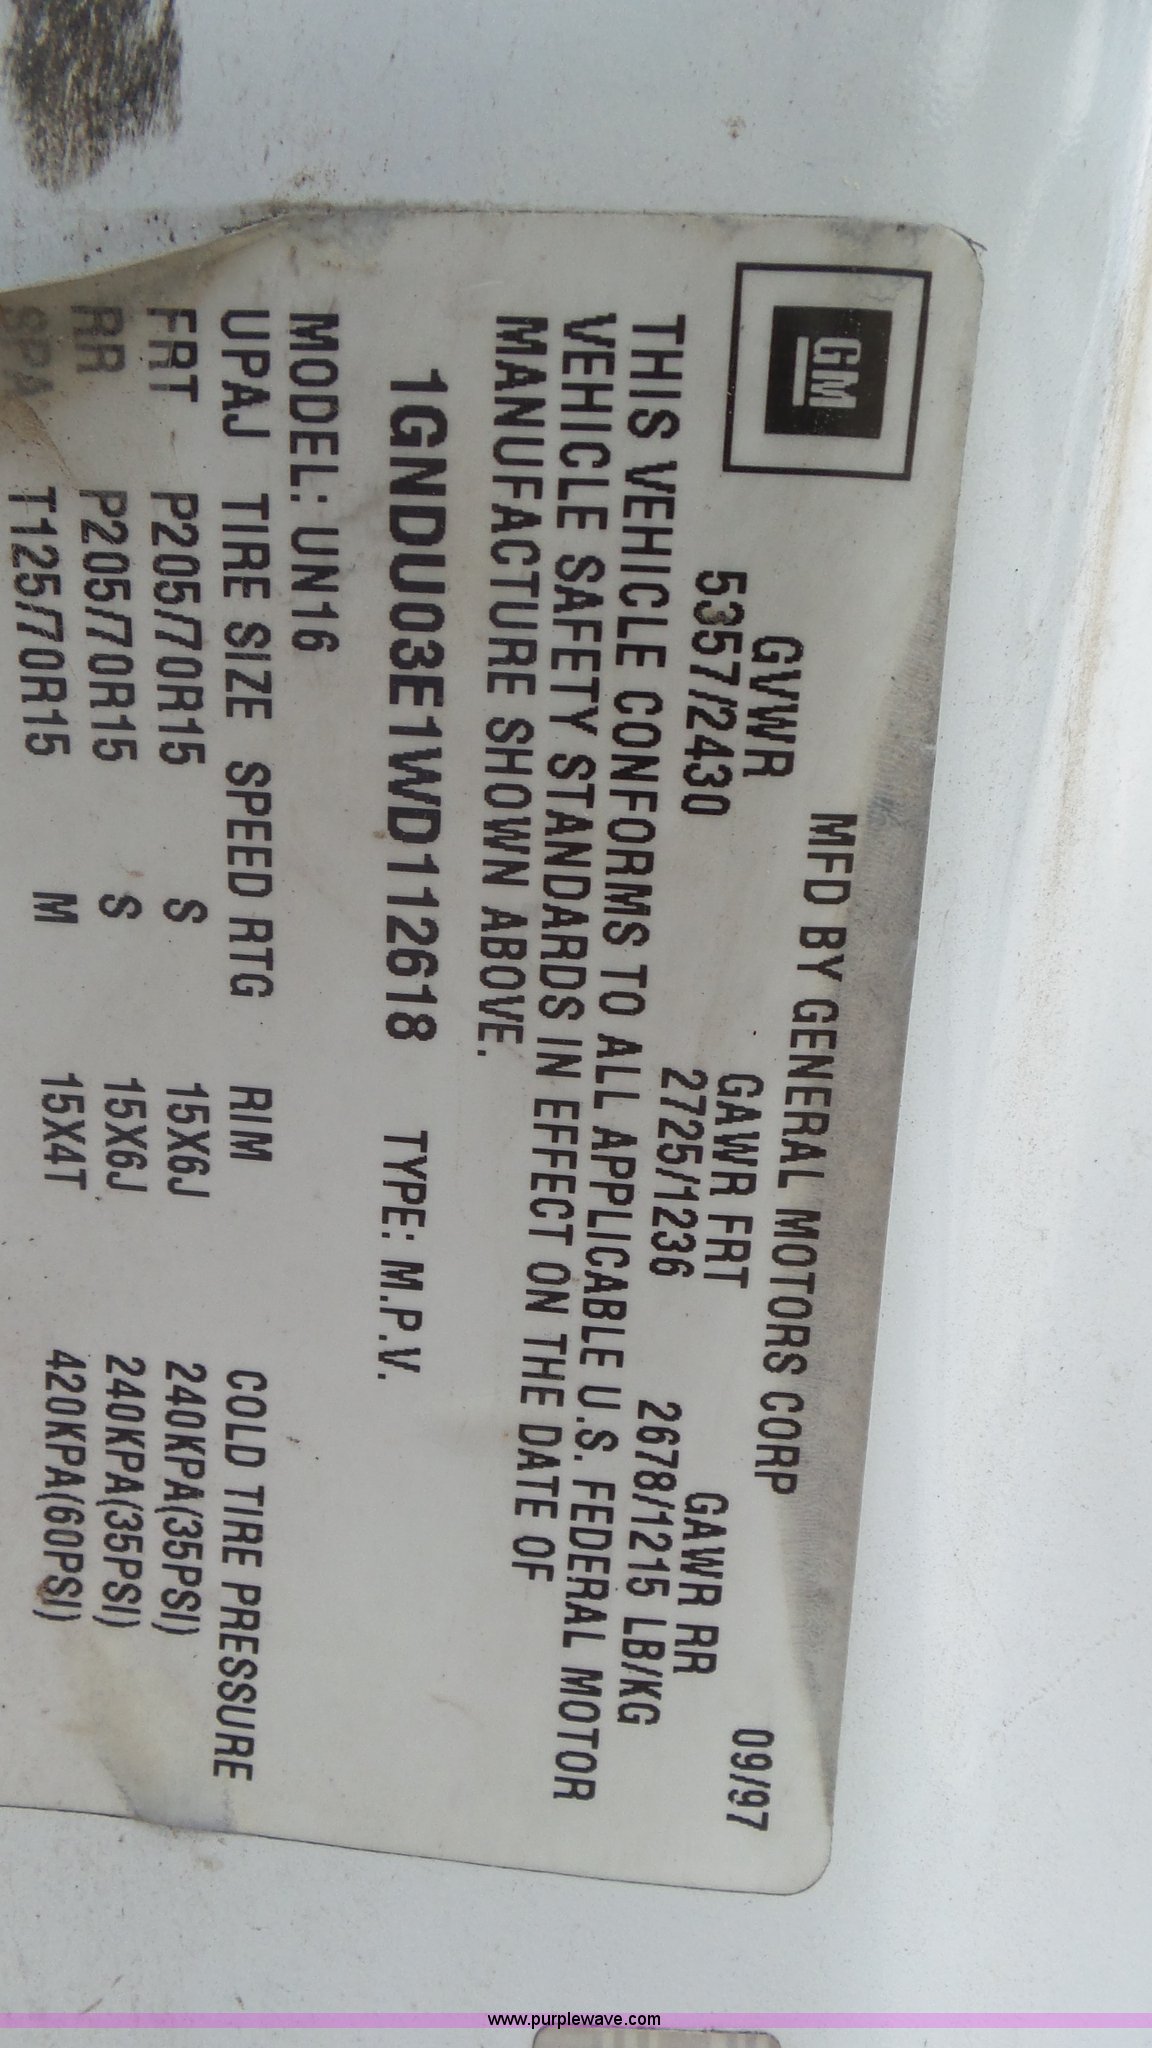 GM
MFD BY GENERAL MOTORS CORP
09/97
GVWR GAWR FRT GAWR RR
5357/2430 2725/1236 2678/1215 LB/KG
THIS VEHICLE CONFORMS TO ALL APPLICABLE U.S. FEDERAL MOTOR
VEHICLE SAFETY STANDARDS IN EFFECT ON THE DATE OF
MANUFACTURE SHOWN ABOVE.
1GNDU03E1WD112618 TYPE: M.P.V.
MODEL: UN16
UPAJ TIRE SIZE SPEED RTG RIM COLD TIRE PRESSURE
FRT P205/70R15 S 15X6J 240KPA(35PSI)
RR P205/70R15 S 15X6J 240KPA(35PSI)
SPA T125/70R15 M 15X4T 420KPA(60PSI)
www.purplewave.com